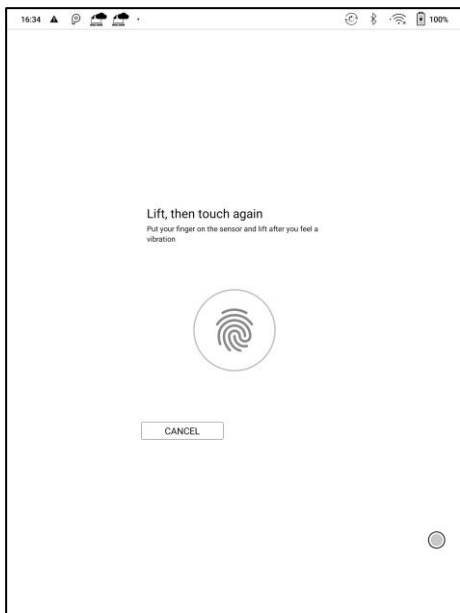 16:34 100%
Lift, then touch again
Put your finger on the sensor and lift after you feel a
vibration
CANCEL